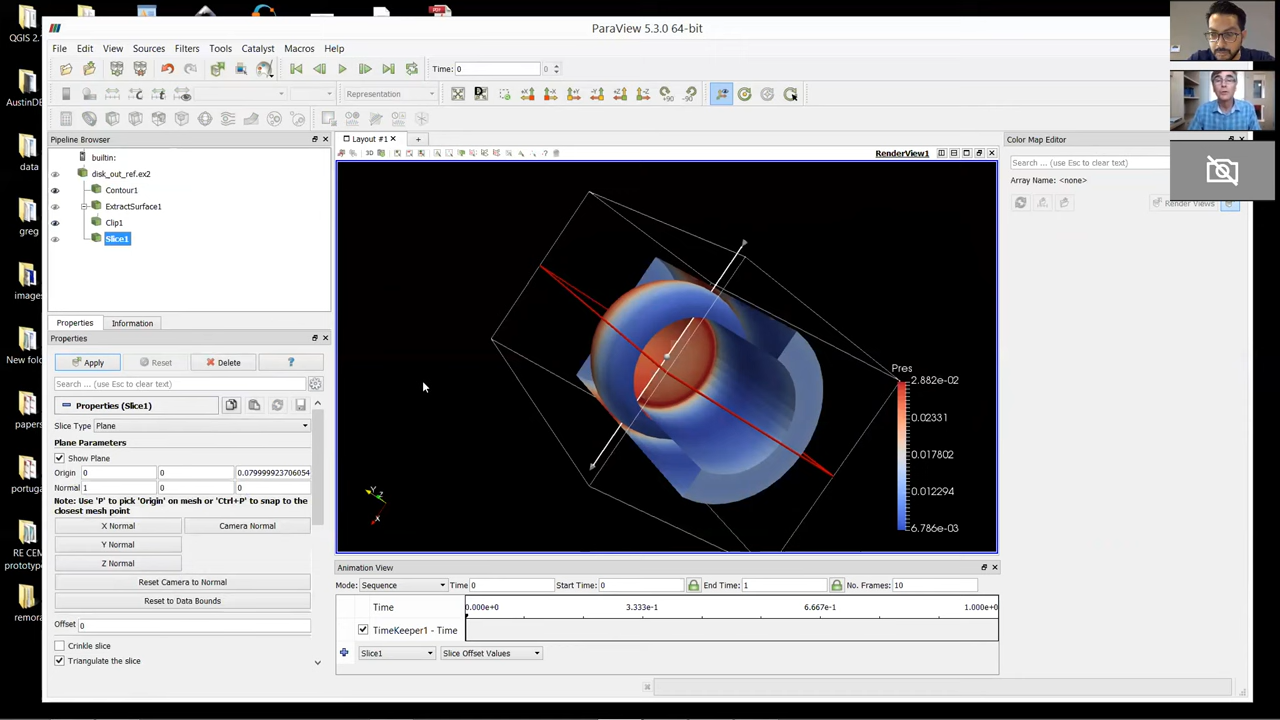 QGIS 2.
AustinDE
data
greg
images
New fold
papers
portuga
RE CEM
prototype
remora
ParaView 5.3.0 64-bit
File Edit View Sources Filters Tools Catalyst Macros Help
Time: 0 0
Representation
Pipeline Browser
builtin:
disk_out_ref.ex2
Contour1
ExtractSurface1
Clip1
Slice1
Properties Information
Properties
Apply Reset Delete ?
Search ... (use Esc to clear text)
Properties (Slice1)
Slice Type Plane
Plane Parameters
Show Plane
Origin 0 0 0.079999923706054
Normal 1 0 0
Note: Use 'P' to pick 'Origin' on mesh or 'Ctrl+P' to snap to the
closest mesh point
X Normal Camera Normal
Y Normal
Z Normal
Reset Camera to Normal
Reset to Data Bounds
Offset 0
Crinkle slice
Triangulate the slice
Layout #1
3D
RenderView1
Pres
2.882e-02
0.02331
0.017802
0.012294
6.786e-03
Y Z
X
Animation View
Mode: Sequence Time 0 Start Time: 0 End Time: 1 No. Frames: 10
Time 0.000e+0 3.333e-1 6.667e-1 1.000e+0
TimeKeeper1 - Time
Slice1 Slice Offset Values
Color Map Editor
Search ... (use Esc to clear text)
Array Name: <none>
Render Views